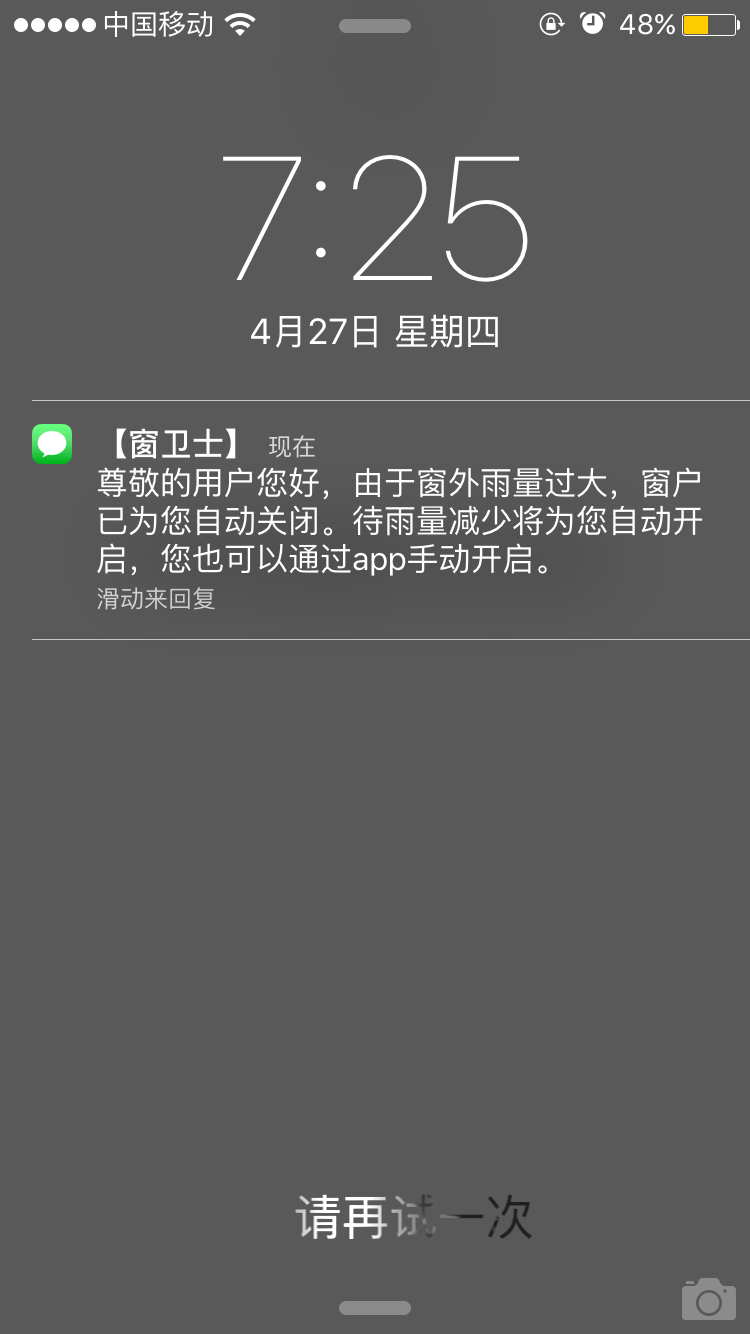 中国移动 48%
7:25
4月27日 星期四
【窗卫士】 现在
尊敬的用户您好，由于窗外雨量过大，窗户
已为您自动关闭。待雨量减少将为您自动开
启，您也可以通过app手动开启。
滑动来回复
请再试一次